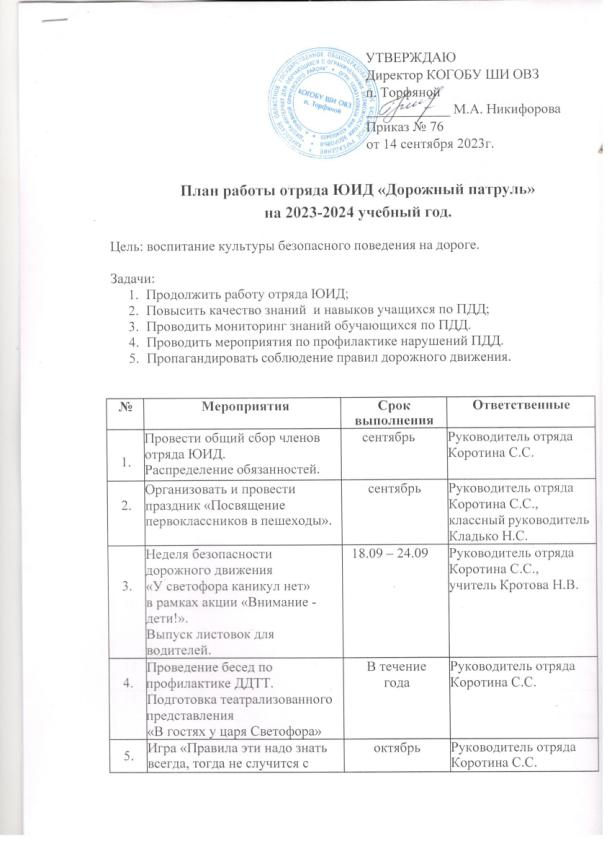 УТВЕРЖДАЮ
Директор КОГОБУ ШИ ОВЗ
п. Торфяной
____________ М.А. Никифорова
Приказ № 76
от 14 сентября 2023г.
КОГОБУ ШИ ОВЗ
п. Торфяной
План работы отряда ЮИД «Дорожный патруль»
на 2023-2024 учебный год.
Цель: воспитание культуры безопасного поведения на дороге.
Задачи:
1. Продолжить работу отряда ЮИД;
2. Повысить качество знаний и навыков учащихся по ПДД;
3. Проводить мониторинг знаний обучающихся по ПДД.
4. Проводить мероприятия по профилактике нарушений ПДД.
5. Пропагандировать соблюдение правил дорожного движения.
№ Мероприятия Срок выполнения Ответственные
1. Провести общий сбор членов сентябрь Руководитель отряда
отряда ЮИД. Коротина С.С.
Распределение обязанностей.
2. Организовать и провести сентябрь Руководитель отряда
праздник «Посвящение Коротина С.С.,
первоклассников в пешеходы». классный руководитель
Кладько Н.С.
3. Неделя безопасности 18.09 – 24.09 Руководитель отряда
дорожного движения Коротина С.С.,
«У светофора каникул нет» учитель Кротова Н.В.
в рамках акции «Внимание -
дети!».
Выпуск листовок для
водителей.
4. Проведение бесед по В течение Руководитель отряда
профилактике ДДТТ. года Коротина С.С.
Подготовка театрализованного
представления
«В гостях у царя Светофора»
5. Игра «Правила эти надо знать октябрь Руководитель отряда
всегда, тогда не случится с Коротина С.С.